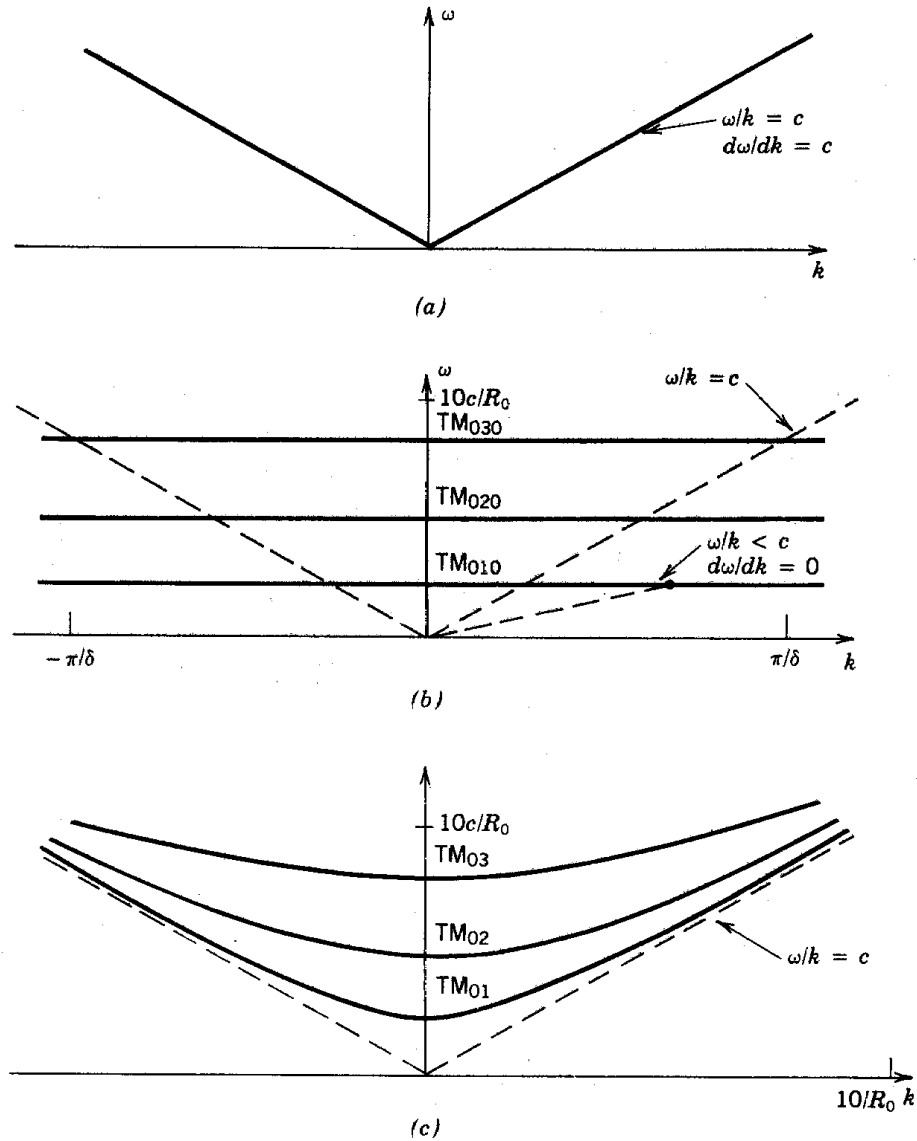 ω
ω/k = c
dω/dk = c
k
(a)
ω
ω/k = c
10c/R₀
TM₀₃₀
TM₀₂₀
ω/k < c
dω/dk = 0
TM₀₁₀
−π/δ
π/δ
k
(b)
10c/R₀
TM₀₃
TM₀₂
ω/k = c
TM₀₁
10/R₀ k
(c)